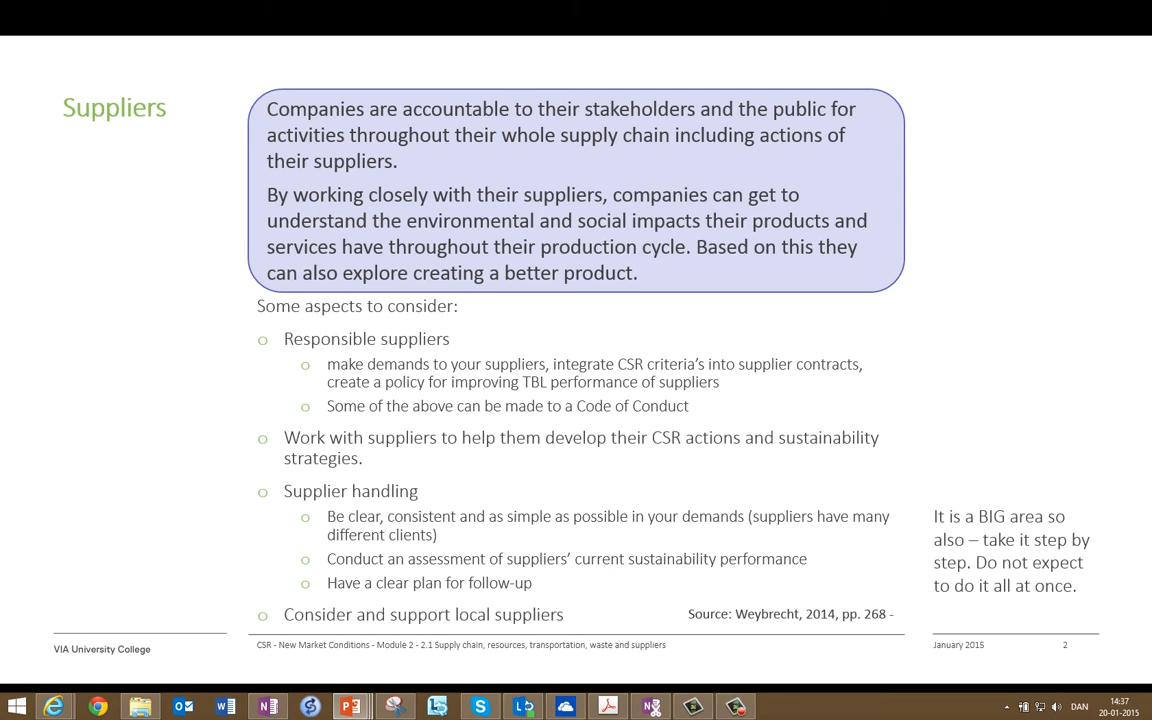 Suppliers
Companies are accountable to their stakeholders and the public for
activities throughout their whole supply chain including actions of
their suppliers.
By working closely with their suppliers, companies can get to
understand the environmental and social impacts their products and
services have throughout their production cycle. Based on this they
can also explore creating a better product.
Some aspects to consider:
o Responsible suppliers
o make demands to your suppliers, integrate CSR criteria's into supplier contracts,
create a policy for improving TBL performance of suppliers
o Some of the above can be made to a Code of Conduct
o Work with suppliers to help them develop their CSR actions and sustainability
strategies.
o Supplier handling
o Be clear, consistent and as simple as possible in your demands (suppliers have many
different clients)
o Conduct an assessment of suppliers' current sustainability performance
o Have a clear plan for follow-up
o Consider and support local suppliers
Source: Weybrecht, 2014, pp. 268 -
It is a BIG area so
also – take it step by
step. Do not expect
to do it all at once.
VIA University College
CSR - New Market Conditions - Module 2 - 2.1 Supply chain, resources, transportation, waste and suppliers
January 2015
2
DAN
14:37
20-01-2015